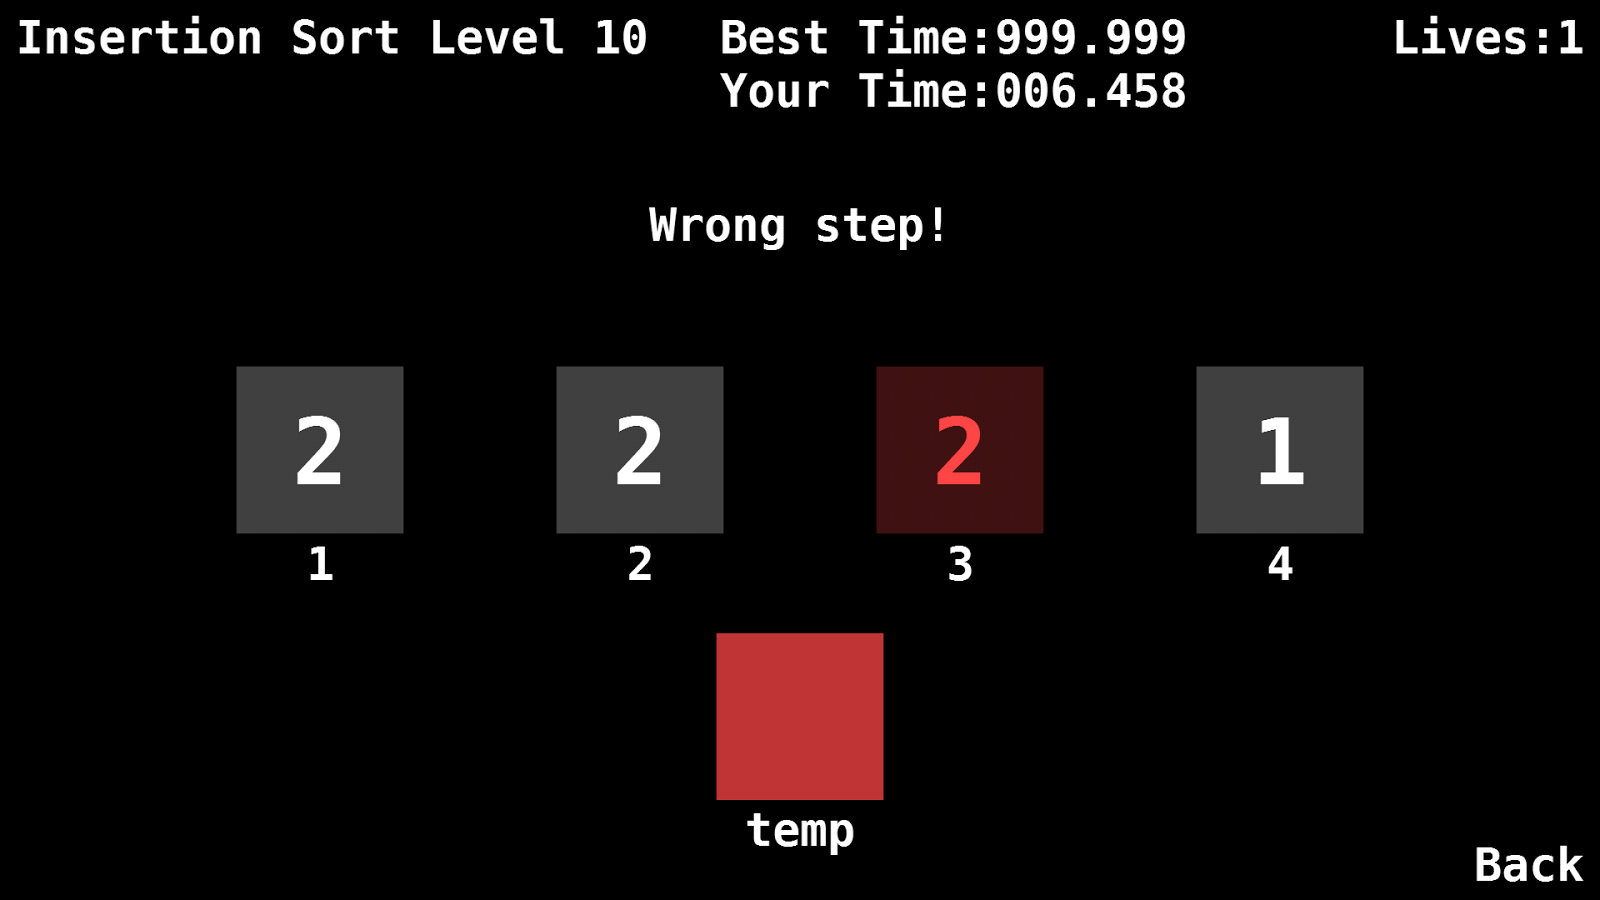 Insertion Sort Level 10 Best Time:999.999 Lives:1
Your Time:006.458
Wrong step!
2 2 2 1
1 2 3 4
temp
Back